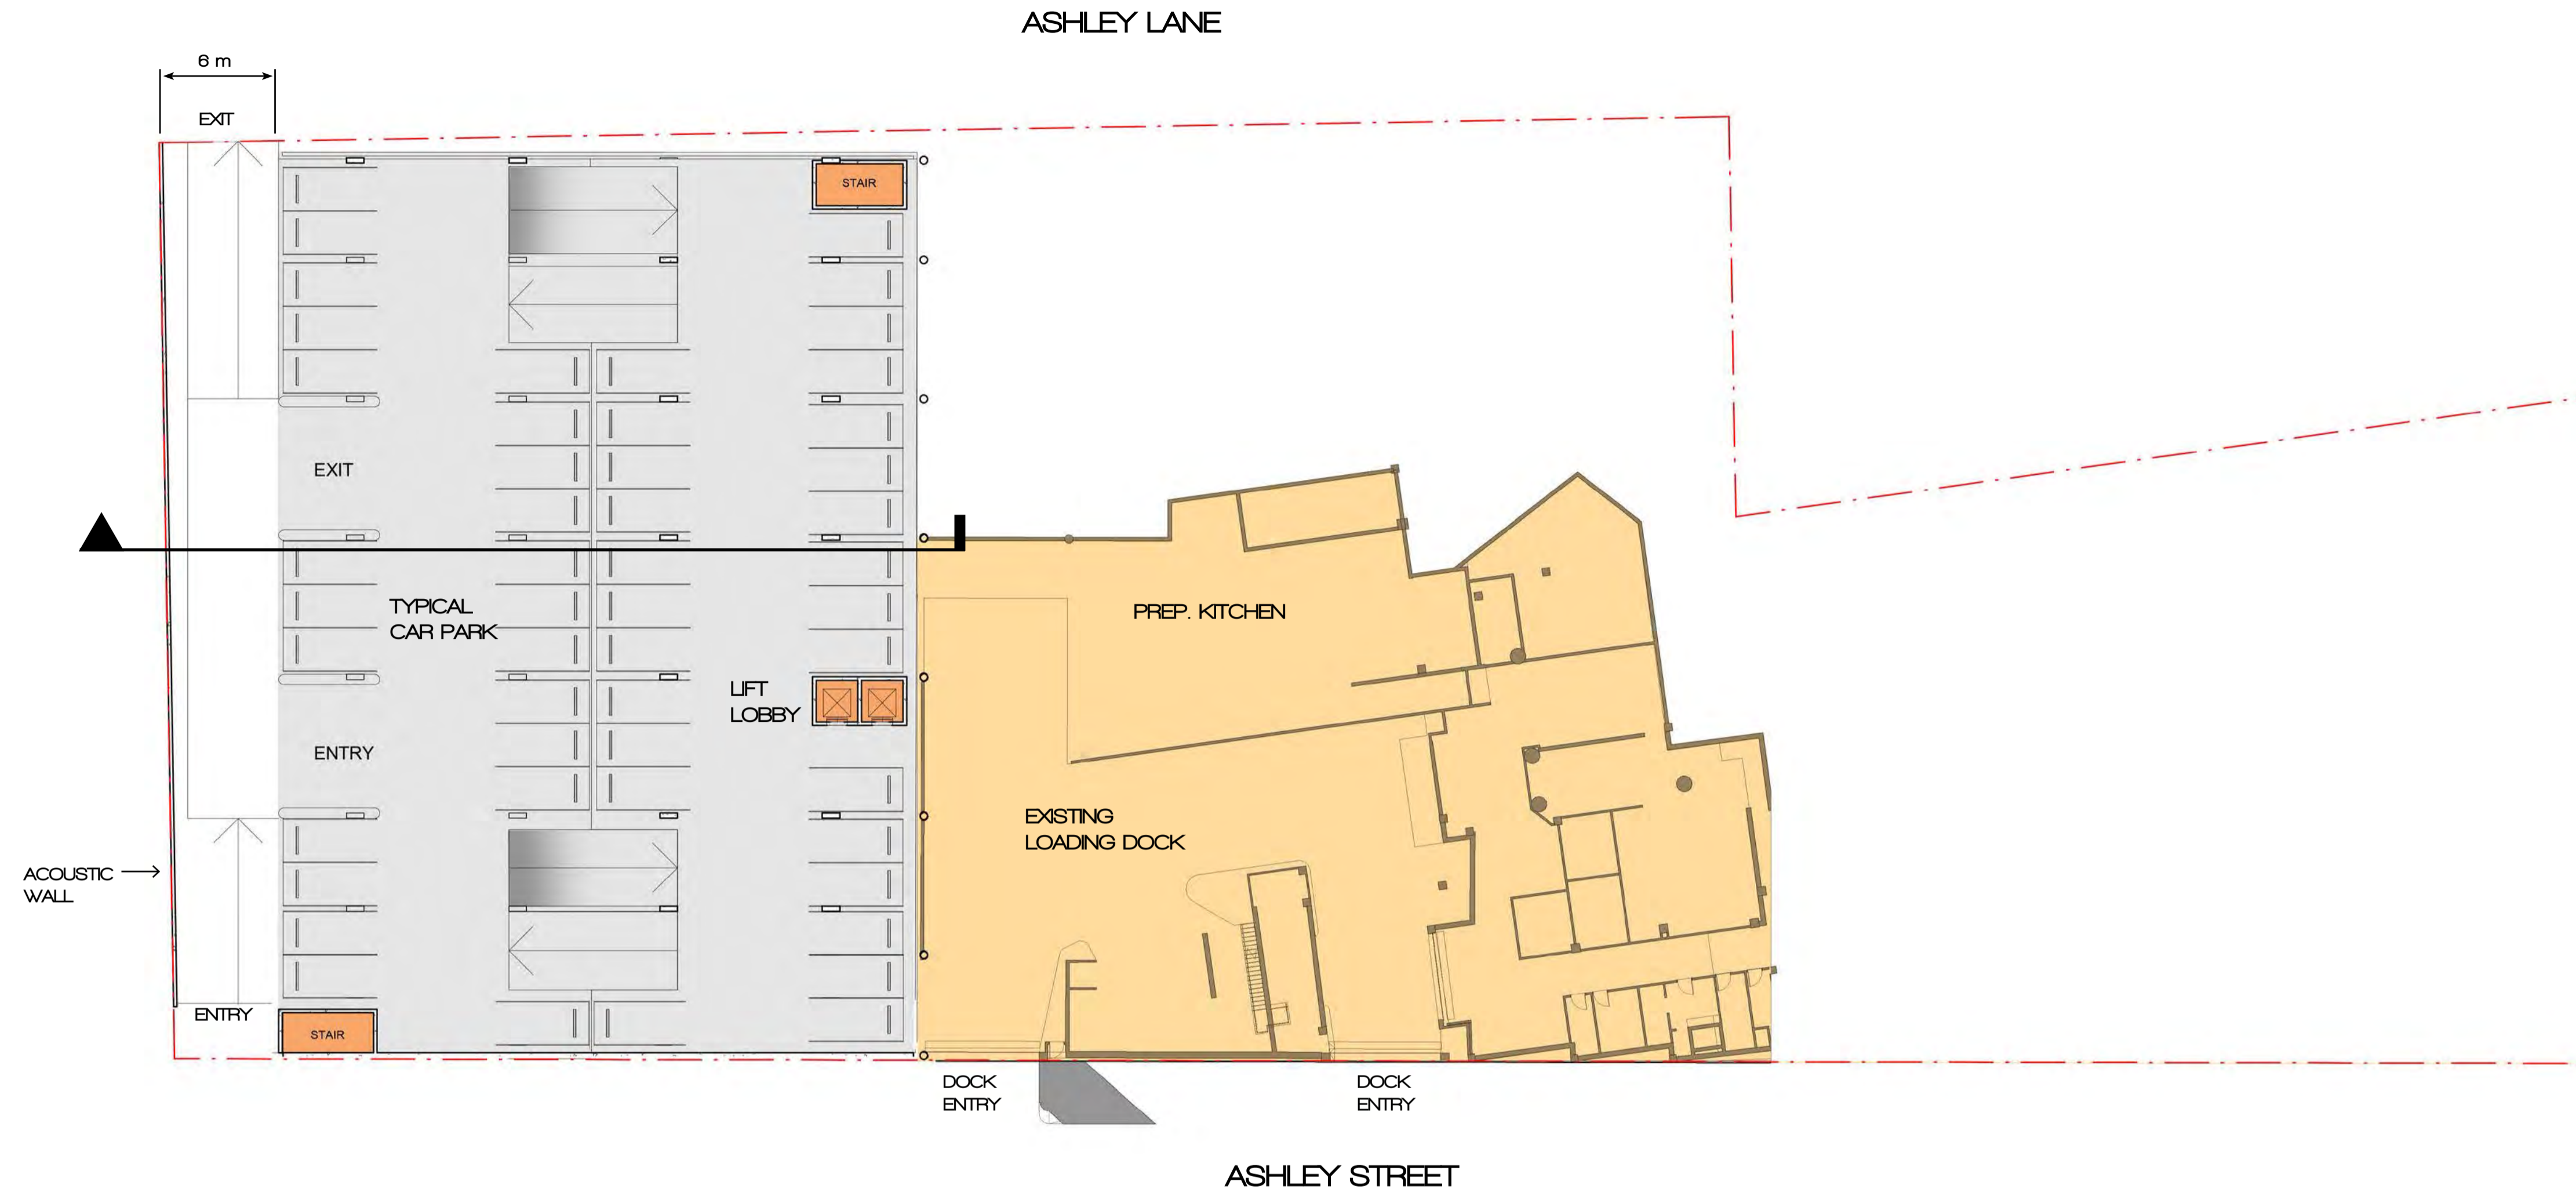 ASHLEY LANE
6 m
EXIT
STAIR
EXIT
TYPICAL
CAR PARK
PREP. KITCHEN
LIFT
LOBBY
ENTRY
EXISTING
LOADING DOCK
ACOUSTIC
WALL
ENTRY
STAIR
DOCK
ENTRY
DOCK
ENTRY
ASHLEY STREET